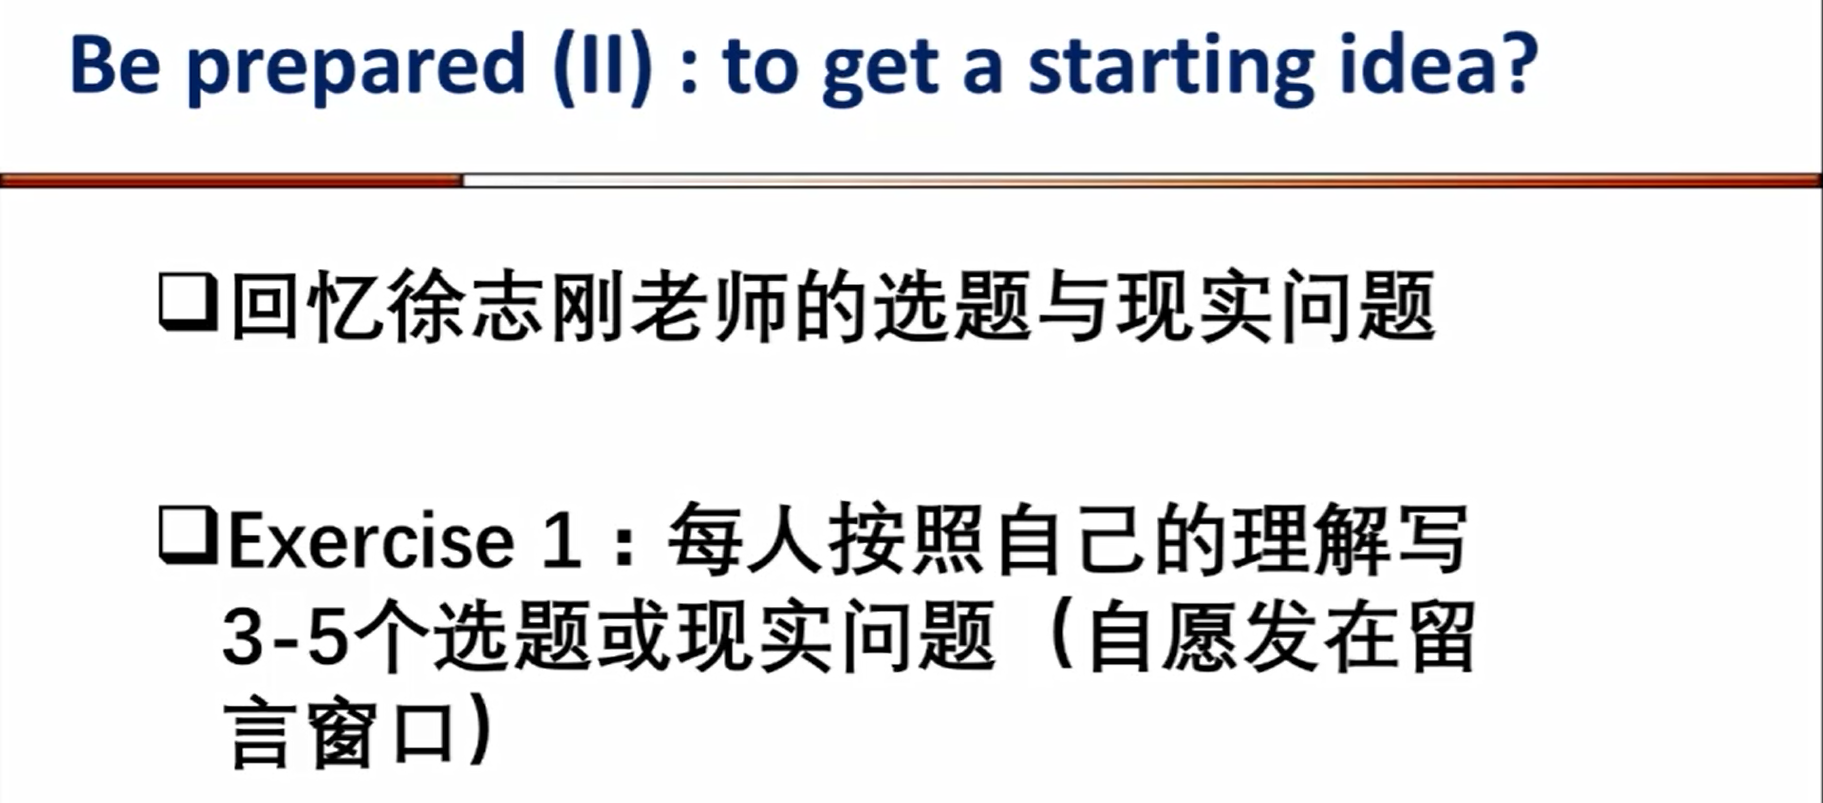 Be prepared (II) : to get a starting idea?
❑回忆徐志刚老师的选题与现实问题
❑Exercise 1：每人按照自己的理解写
3-5个选题或现实问题（自愿发在留
言窗口）